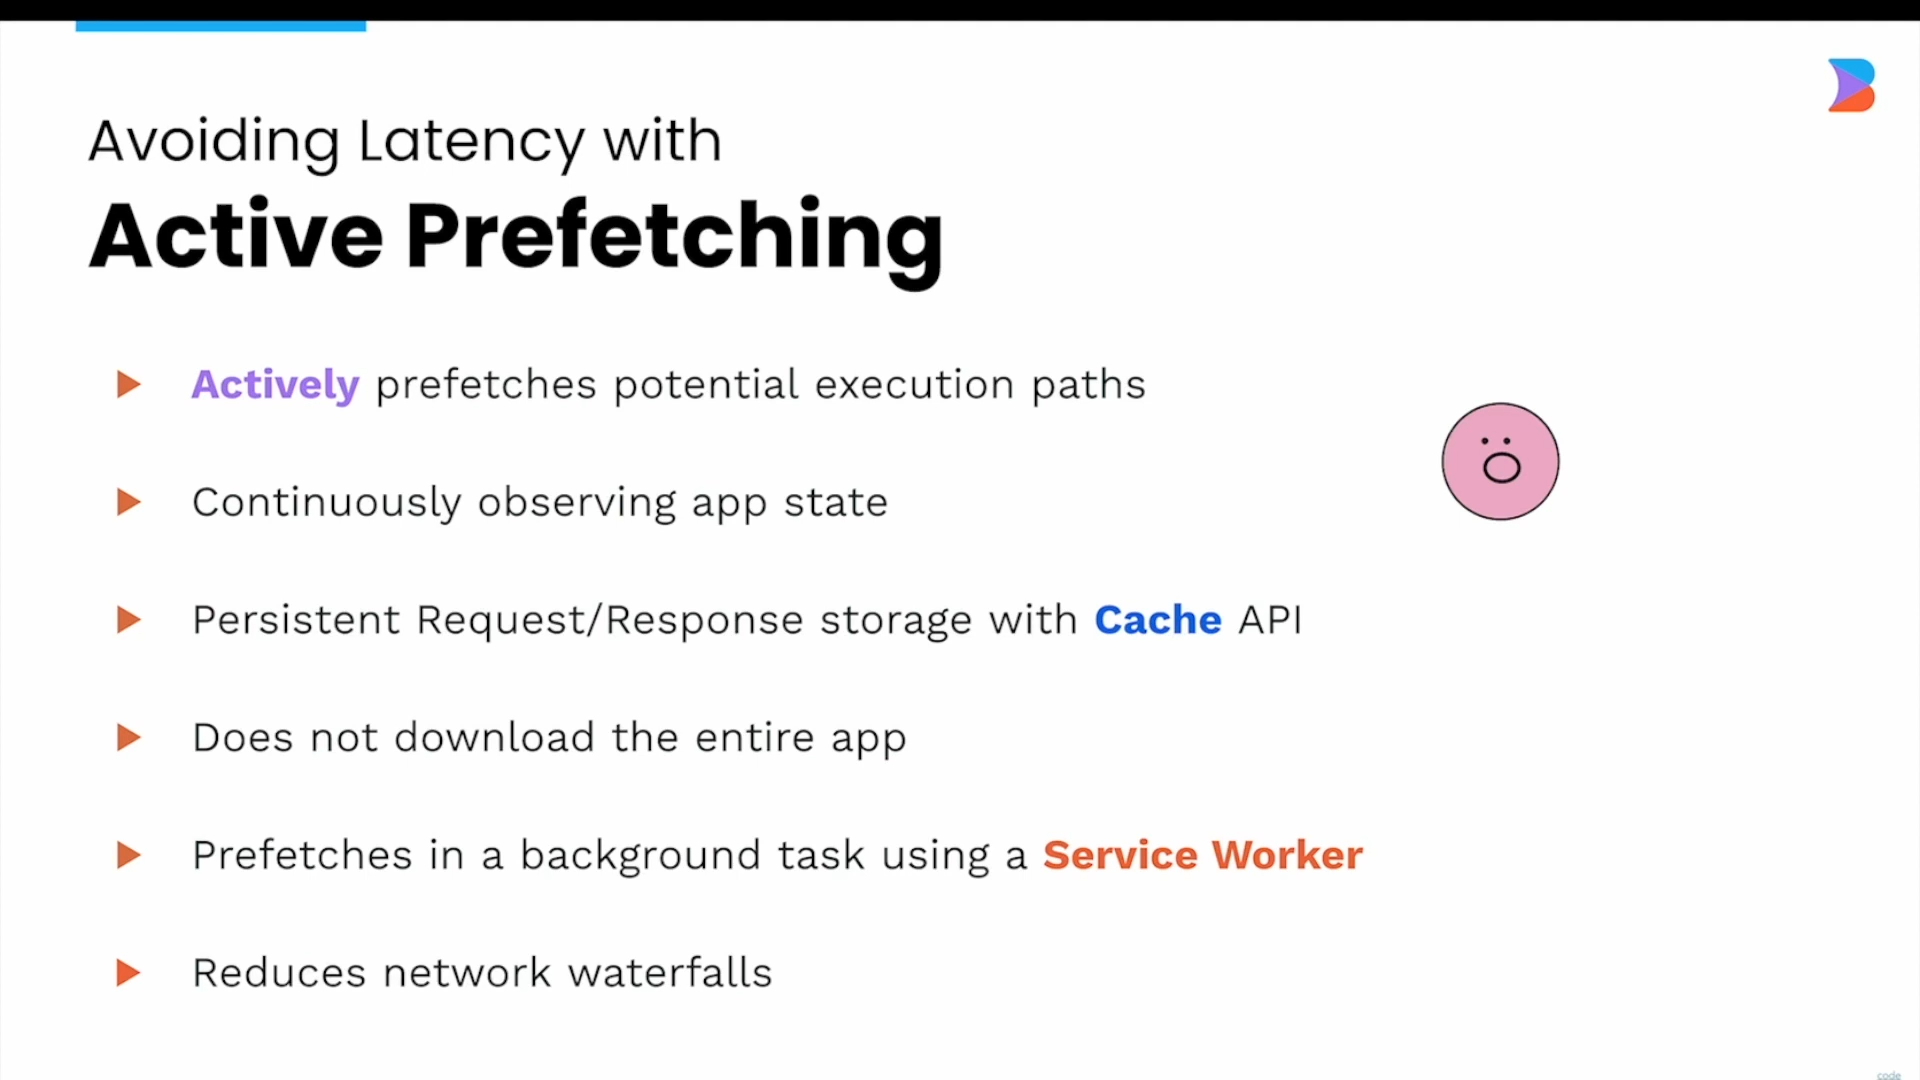 Avoiding Latency with
Active Prefetching
Actively prefetches potential execution paths
Continuously observing app state
Persistent Request/Response storage with Cache API
Does not download the entire app
Prefetches in a background task using a Service Worker
Reduces network waterfalls
code